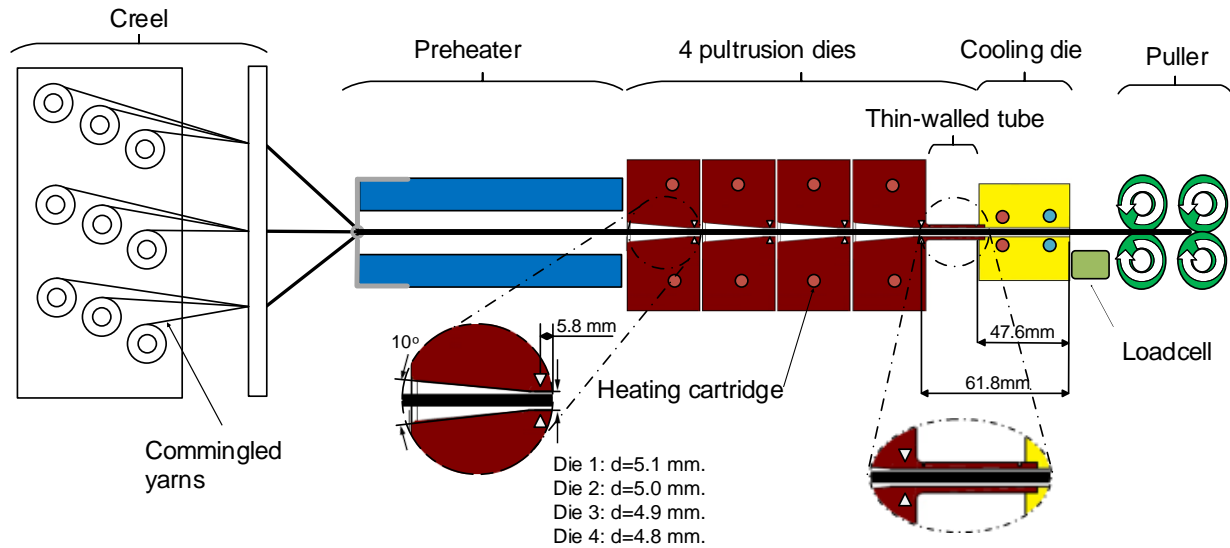 Creel
Preheater
4 pultrusion dies
Cooling die
Puller
Thin-walled tube
5.8 mm
10°
47.6mm
61.8mm
Loadcell
Heating cartridge
Commingled
yarns
Die 1: d=5.1 mm.
Die 2: d=5.0 mm.
Die 3: d=4.9 mm.
Die 4: d=4.8 mm.